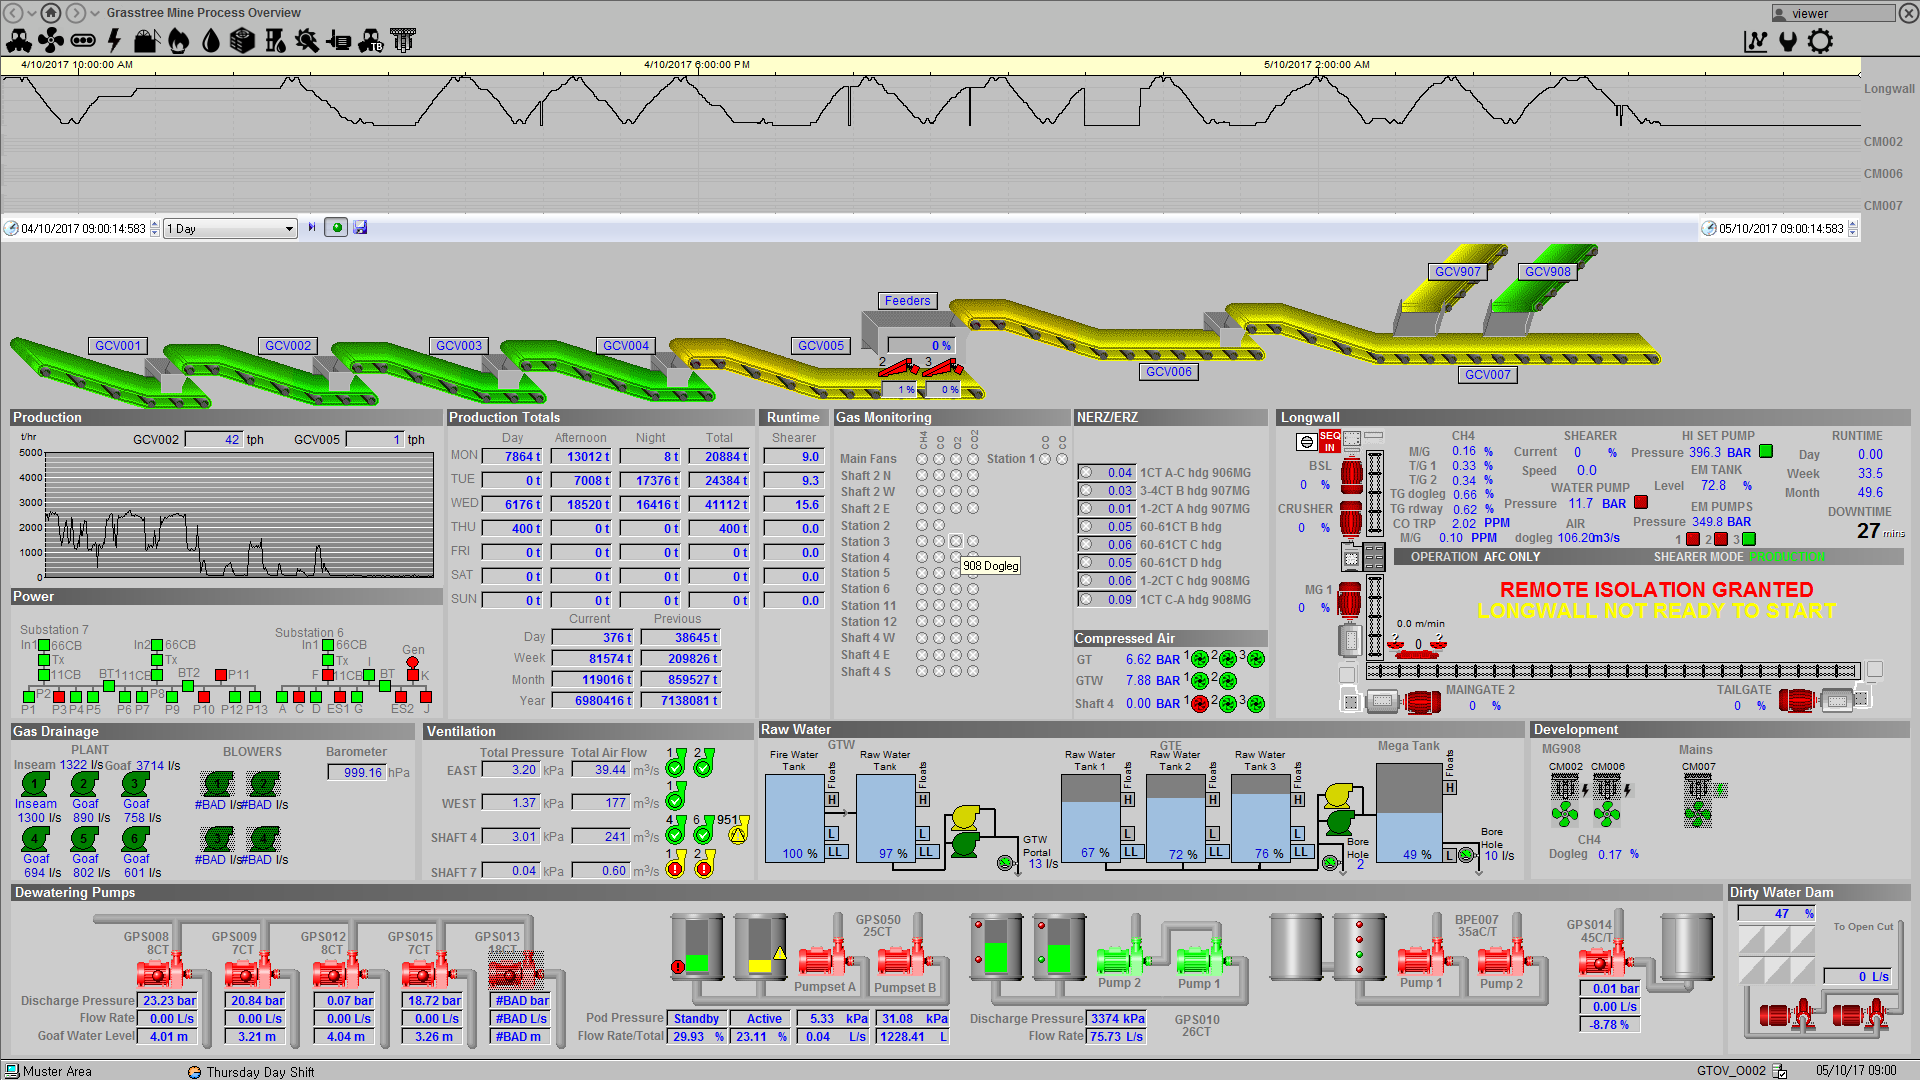 Grasstree Mine Process Overview
viewer
4/10/2017 10:00:00 AM 4/10/2017 6:00:00 PM 5/10/2017 2:00:00 AM
Longwall
CM002
CM006
CM007
04/10/2017 09:00:14:583 1 Day 05/10/2017 09:00:14:583
GCV907 GCV908
Feeders
GCV001 GCV002 GCV003 GCV004 GCV005 0 %
2 3
1 % 0 %
GCV006 GCV007
Production
t/hr GCV002 42 tph GCV005 1 tph
5000
4000
3000
2000
1000
0
Production Totals
Day Afternoon Night Total
MON 7864 t 13012 t 8 t 20884 t
TUE 0 t 7008 t 17376 t 24384 t
WED 6176 t 18520 t 16416 t 41112 t
THU 400 t 0 t 0 t 400 t
FRI 0 t 0 t 0 t 0 t
SAT 0 t 0 t 0 t 0 t
SUN 0 t 0 t 0 t 0 t
Current Previous
Day 376 t 38645 t
Week 81574 t 209826 t
Month 119016 t 859527 t
Year 6980416 t 7138081 t
Runtime
Shearer
9.0
9.3
15.6
0.0
0.0
0.0
0.0
Gas Monitoring
CH4 CO O2 CO2 CO CO
Main Fans Station 1
Shaft 2 N
Shaft 2 W
Shaft 2 E
Station 2
Station 3
Station 4
908 Dogleg
Station 5
Station 6
Station 11
Station 12
Shaft 4 W
Shaft 4 E
Shaft 4 S
NERZ/ERZ
0.04 1CT A-C hdg 906MG
0.03 3-4CT B hdg 907MG
0.01 1-2CT A hdg 907MG
0.05 60-61CT B hdg
0.06 60-61CT C hdg
0.05 60-61CT D hdg
0.06 1-2CT C hdg 908MG
0.09 1CT C-A hdg 908MG
Compressed Air
GT 6.62 BAR 1 2 3
GTW 7.88 BAR 1 2
Shaft 4 0.00 BAR 1 2 3
Longwall
SEQ IN
BSL
0 %
CRUSHER
0 %
MG 1
0 %
CH4
M/G 0.16 %
T/G 1 0.33 %
T/G 2 0.34 %
TG dogleg 0.66 %
TG rdway 0.62 %
CO TRP 2.02 PPM
M/G 0.10 PPM
SHEARER
Current 0 %
Speed 0.0
WATER PUMP
Pressure 11.7 BAR
AIR
dogleg 106.20m3/s
HI SET PUMP
Pressure 396.3 BAR
EM TANK
Level 72.8 %
EM PUMPS
Pressure 349.8 BAR
1 2 3
RUNTIME
Day 0.00
Week 33.5
Month 49.6
DOWNTIME
27 mins
OPERATION AFC ONLY SHEARER MODE PRODUCTION
REMOTE ISOLATION GRANTED
LONGWALL NOT READY TO START
0.0 m/min
? 0 ?
MAINGATE 2
0 %
TAILGATE
0 %
Power
Substation 7
In1 66CB In2 66CB
Tx Tx
11CB BT1 11CB BT2 P11
P2 P8
P1 P3 P4 P5 P6 P7 P9 P10 P12 P13
Substation 6
In1 66CB Gen
Tx I
F 11CB BT K
A C D ES1 G ES2 J
Gas Drainage
PLANT BLOWERS Barometer
Inseam 1322 l/s Goaf 3714 l/s 999.16 hPa
1 2 3 1 2
Inseam Goaf Goaf #BAD l/s #BAD l/s
1300 l/s 890 l/s 758 l/s
4 5 6 3 4
Goaf Goaf Goaf #BAD l/s #BAD l/s
694 l/s 802 l/s 601 l/s
Ventilation
Total Pressure Total Air Flow
EAST 3.20 kPa 39.44 m³/s 1 2
WEST 1.37 kPa 177 m³/s 1
SHAFT 4 3.01 kPa 241 m³/s 4 6 951
SHAFT 7 0.04 kPa 0.60 m³/s 1 2
Raw Water
GTW GTE Mega Tank
Fire Water Tank Floats H L LL 100 %
Raw Water Tank Floats H L LL 97 %
GTW Portal
13 l/s
Raw Water Tank 1 Floats H L LL 67 %
Raw Water Tank 2 Floats H L LL 72 %
Raw Water Tank 3 Floats H L LL 76 %
Bore Hole
2
Floats H L 49 %
Bore Hole
10 l/s
Development
MG908 Mains
CM002 CM006 CM007
CH4
Dogleg 0.17 %
Dewatering Pumps
GPS008 GPS009 GPS012 GPS015 GPS013
8CT 7CT 8CT 7CT 18CT
Discharge Pressure 23.23 bar 20.84 bar 0.07 bar 18.72 bar #BAD bar
Flow Rate 0.00 L/s 0.00 L/s 0.00 L/s 0.00 L/s #BAD L/s
Goaf Water Level 4.01 m 3.21 m 4.04 m 3.26 m #BAD m
GPS050
25CT
Pumpset A Pumpset B
Pod Pressure Standby Active 5.33 kPa 31.08 kPa
Flow Rate/Total 29.93 % 23.11 % 0.04 L/s 1228.41 L
Pump 2 Pump 1
Discharge Pressure 3374 kPa GPS010
Flow Rate 75.73 L/s 26CT
BPE007
35aC/T
Pump 1 Pump 2
GPS014
45C/T
0.01 bar
0.00 L/s
-8.78 %
Dirty Water Dam
47 %
To Open Cut
0 L/s
Muster Area Thursday Day Shift GTOV_O002 05/10/17 09:00